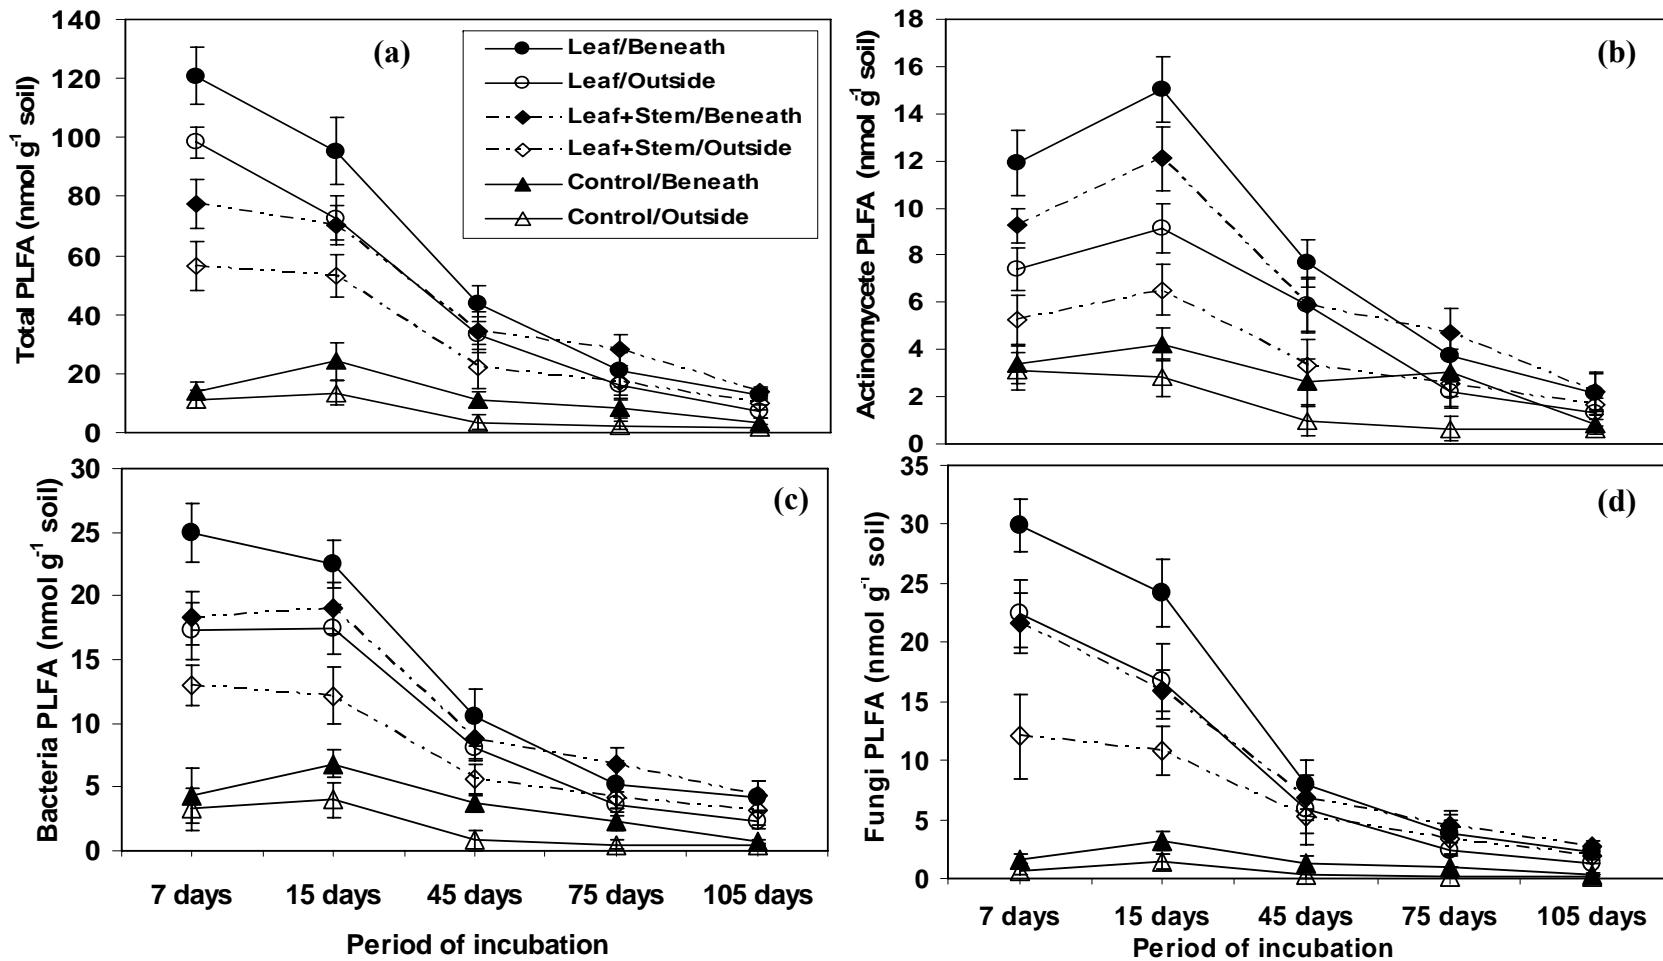 140
120
100
80
60
40
20
0
Total PLFA (nmol g-1 soil)
(a)
Leaf/Beneath
Leaf/Outside
Leaf+Stem/Beneath
Leaf+Stem/Outside
Control/Beneath
Control/Outside
18
16
14
12
10
8
6
4
2
0
Actinomycete PLFA (nmol g-1 soil)
(b)
30
25
20
15
10
5
0
Bacteria PLFA (nmol g-1 soil)
(c)
7 days 15 days 45 days 75 days 105 days
Period of incubation
35
30
25
20
15
10
5
0
Fungi PLFA (nmol g-1 soil)
(d)
7 days 15 days 45 days 75 days 105 days
Period of incubation